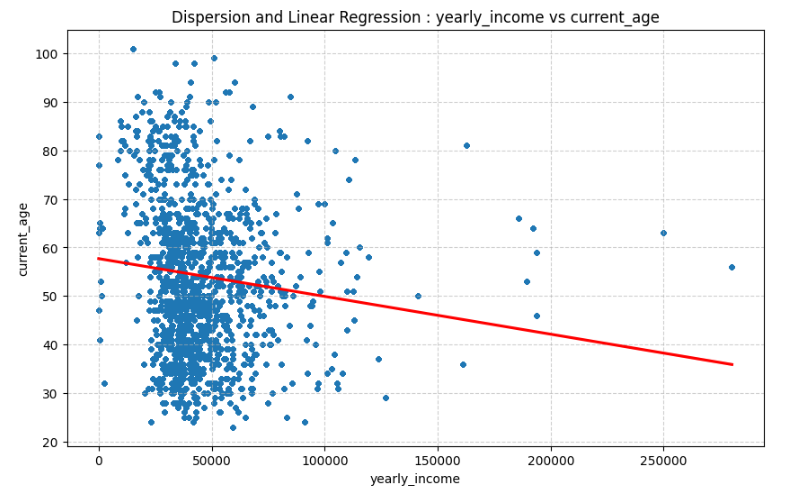 Dispersion and Linear Regression : yearly_income vs current_age
100
90
80
70
60
50
40
30
20
current_age
0 50000 100000 150000 200000 250000
yearly_income